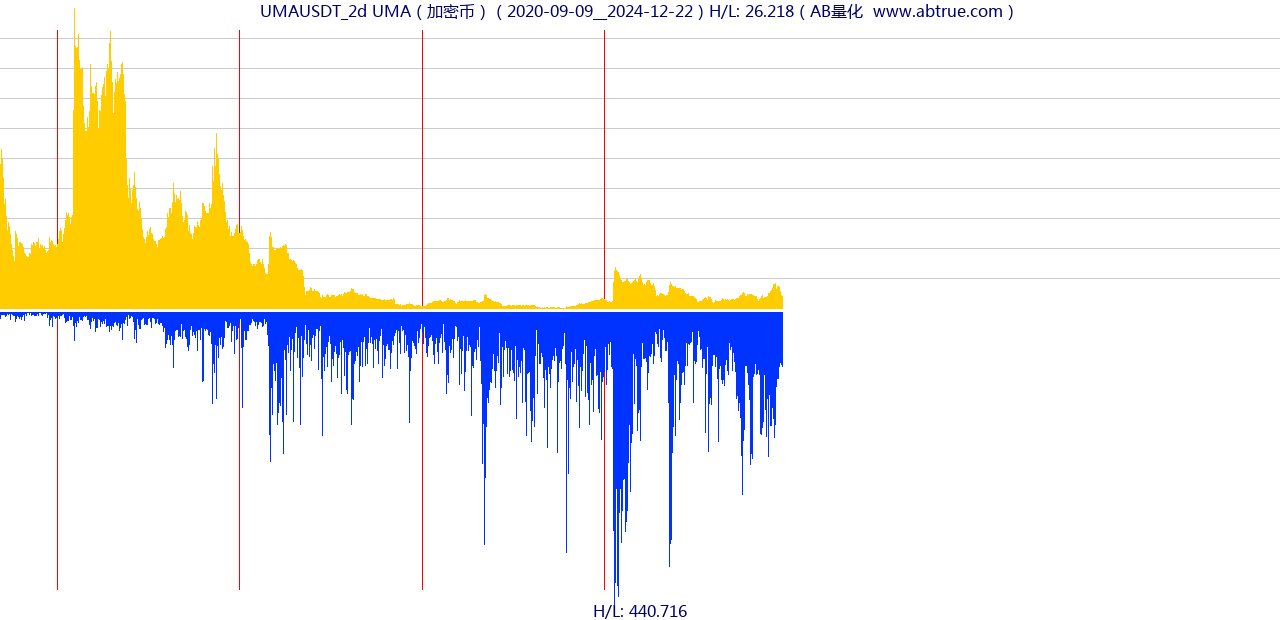 UMAUSDT_2d UMA ( 加密币 ) ( 2020-09-09__2024-12-22 ) H/L: 26.218 ( AB量化  www.abtrue.com )
H/L: 440.716